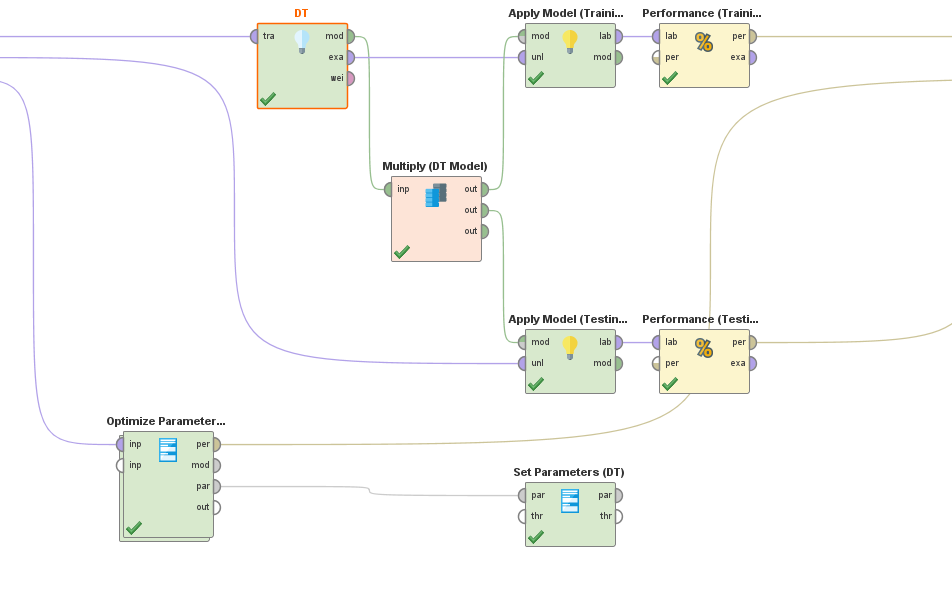 DT
tra mod
exa
wei
Apply Model (Traini...
mod lab
unl mod
Performance (Traini...
% 
lab per
per exa
Multiply (DT Model)
inp out
out
out
Apply Model (Testin...
mod lab
unl mod
Performance (Testi...
%
lab per
per exa
Optimize Parameter...
inp per
inp mod
par
out
Set Parameters (DT)
par par
thr thr